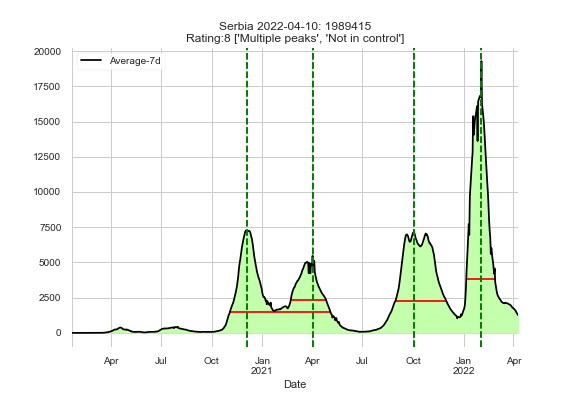 Serbia 2022-04-10: 1989415
Rating:8 ['Multiple peaks', 'Not in control']
Average-7d
20000
17500
15000
12500
10000
7500
5000
2500
0
Apr Jul Oct Jan Apr Jul Oct Jan Apr
2021 2022
Date